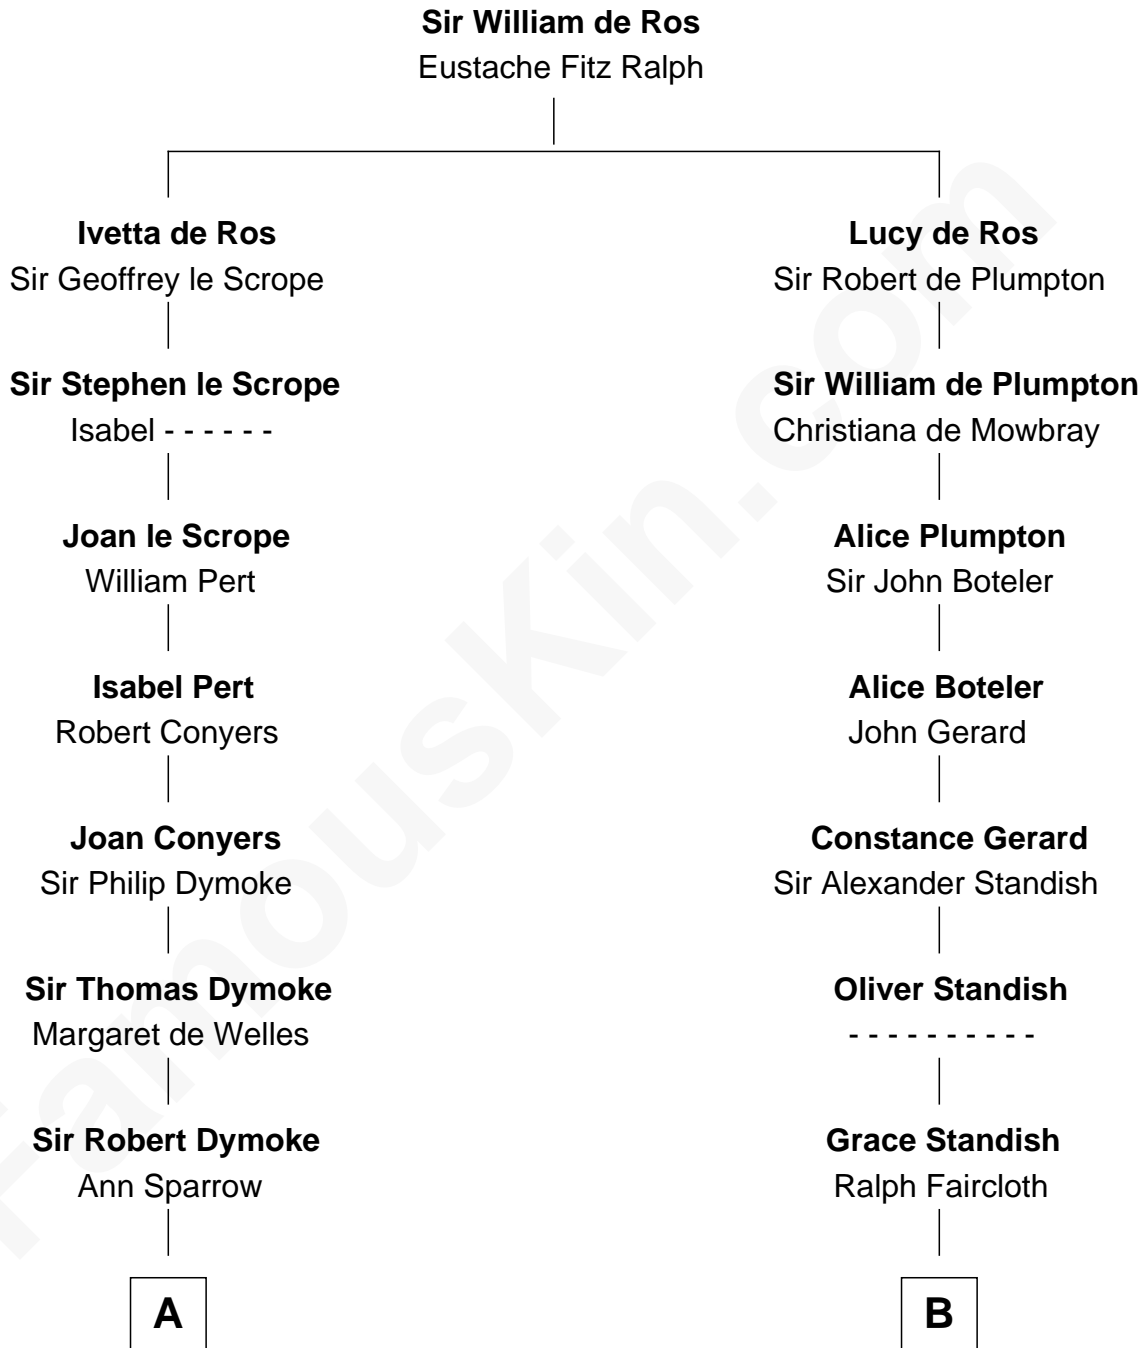 Sir William de Ros
Eustache Fitz Ralph
Ivetta de Ros
Sir Geoffrey le Scrope
Lucy de Ros
Sir Robert de Plumpton
Sir Stephen le Scrope
Isabel - - - - - -
Sir William de Plumpton
Christiana de Mowbray
Joan le Scrope
William Pert
Alice Plumpton
Sir John Boteler
Isabel Pert
Robert Conyers
Alice Boteler
John Gerard
Joan Conyers
Sir Philip Dymoke
Constance Gerard
Sir Alexander Standish
Sir Thomas Dymoke
Margaret de Welles
Oliver Standish
- - - - - - - - - -
Sir Robert Dymoke
Ann Sparrow
Grace Standish
Ralph Faircloth
A
B
FamousKin.com